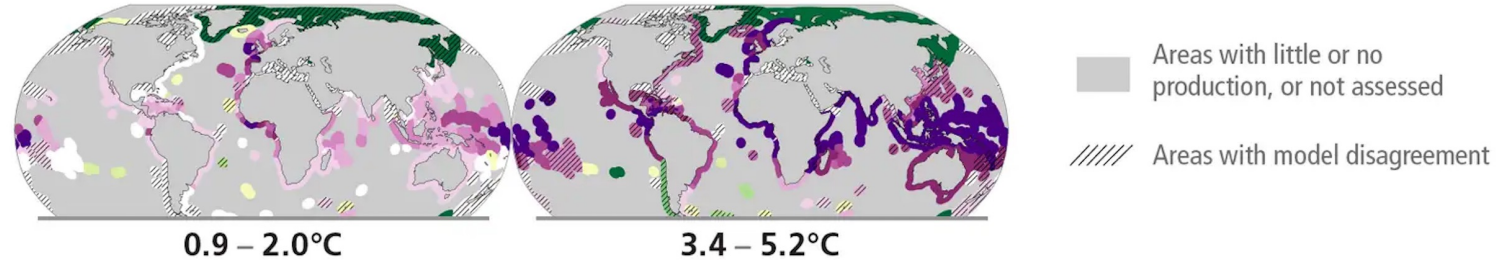 Areas with little or no
production, or not assessed
Areas with model disagreement
0.9 – 2.0°C
3.4 – 5.2°C